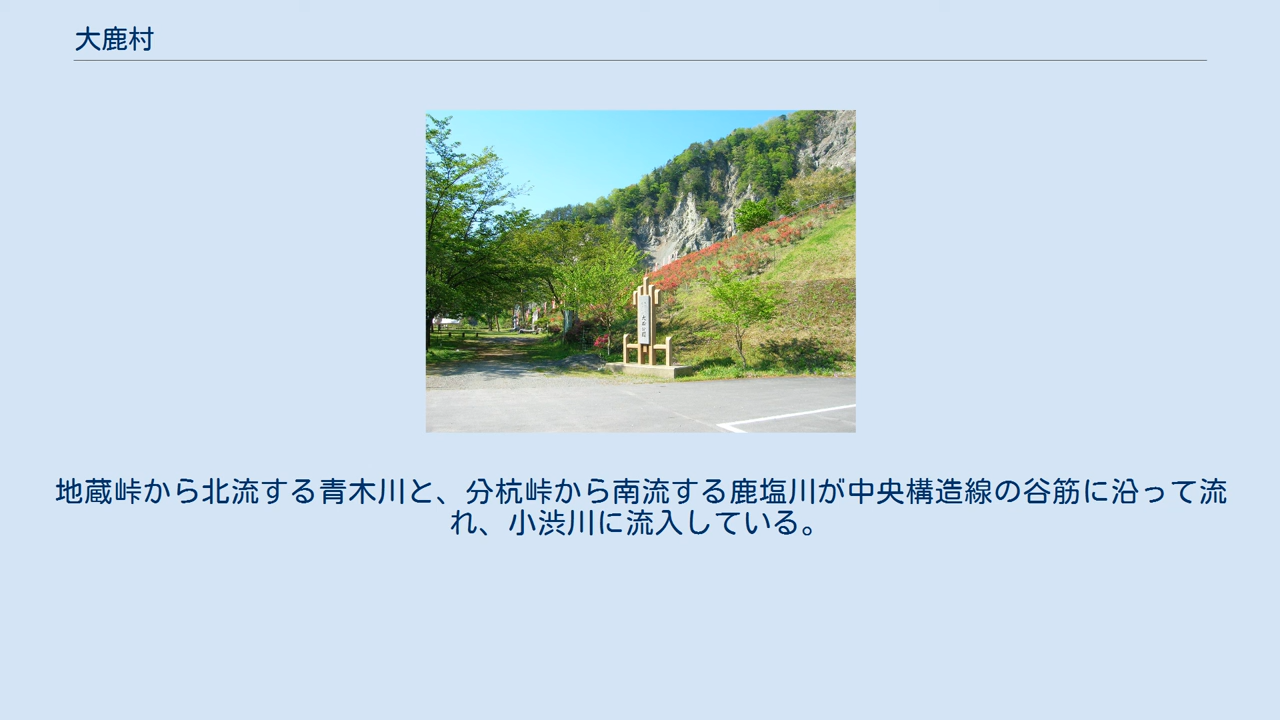 大鹿村
地蔵峠から北流する青木川と、分杭峠から南流する鹿塩川が中央構造線の谷筋に沿って流
れ、小渋川に流入している。